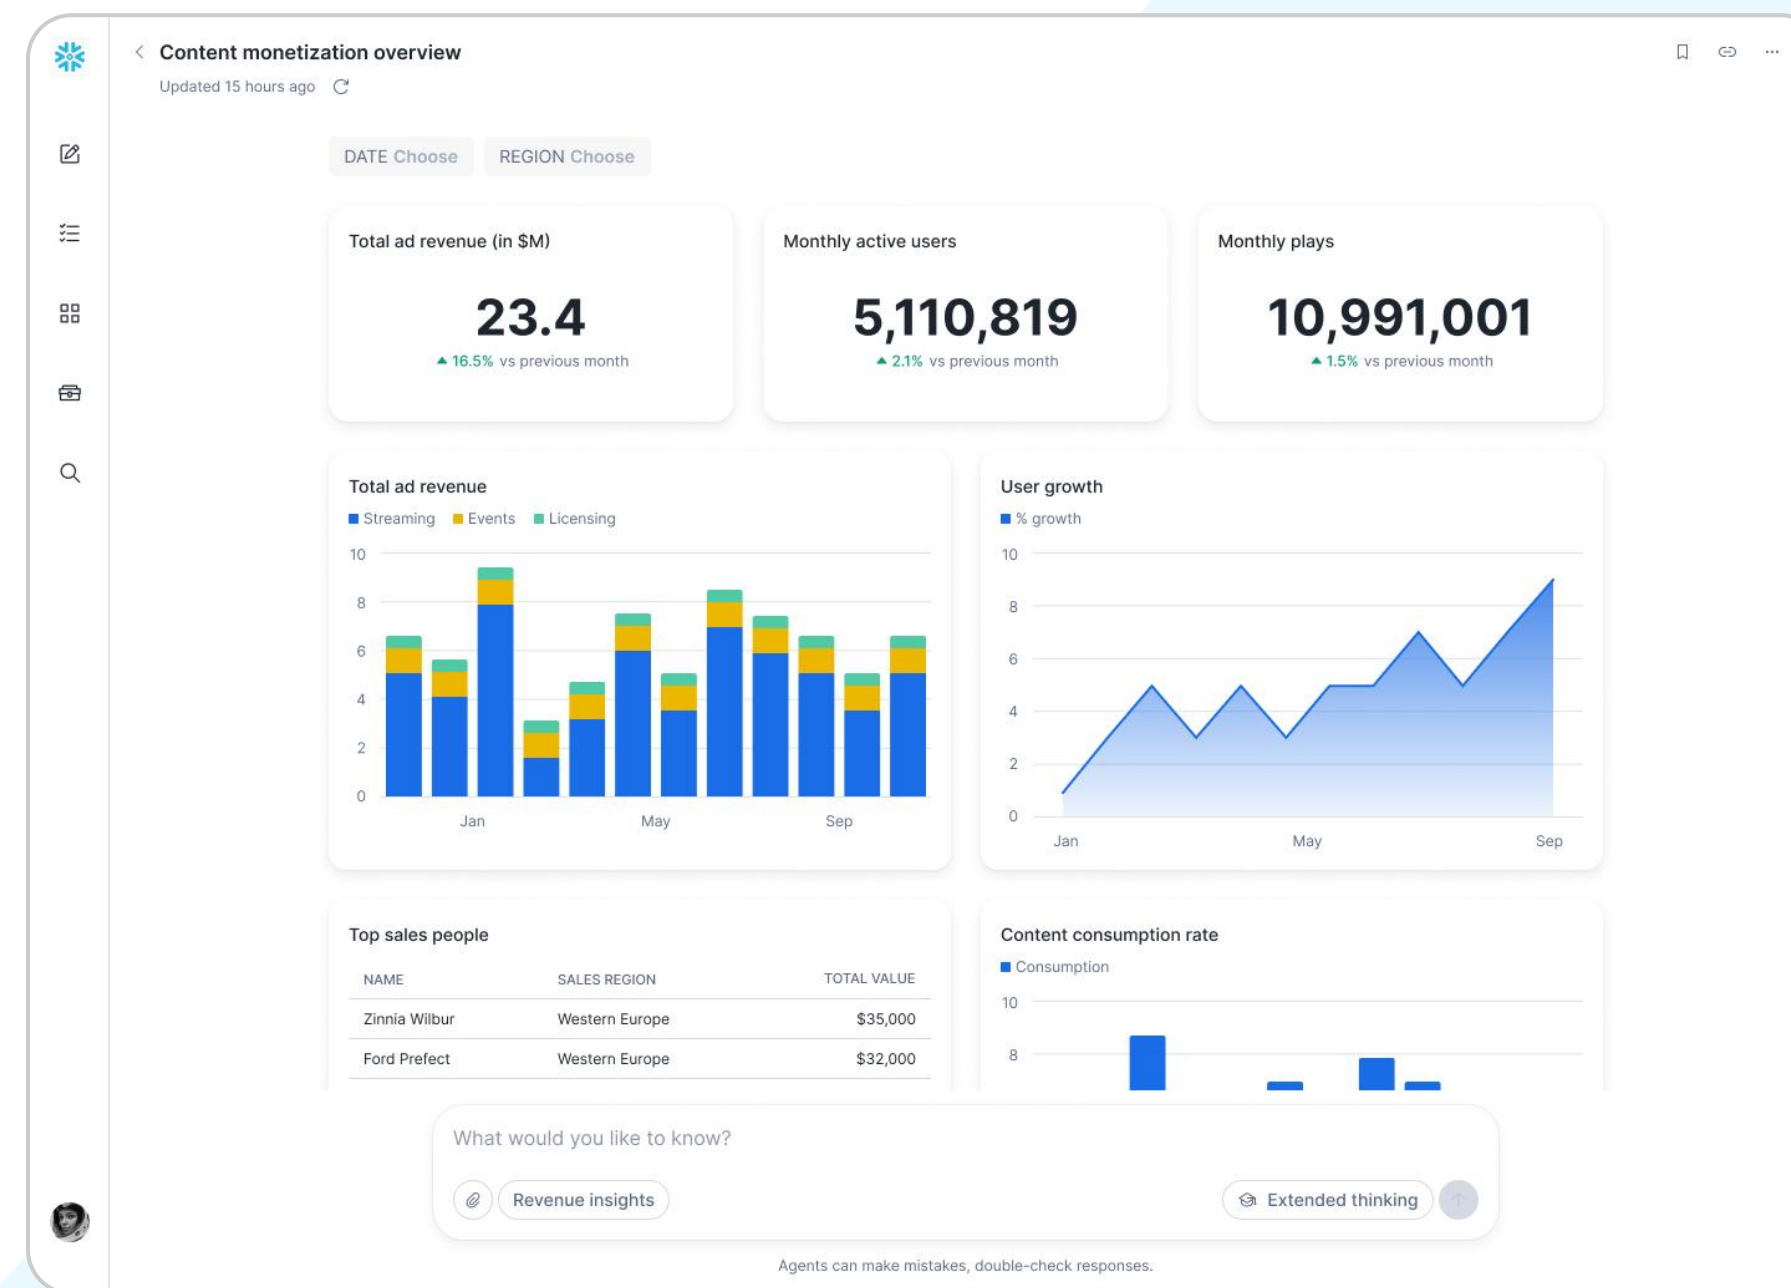 Content monetization overview
Updated 15 hours ago
DATE Choose REGION Choose
Total ad revenue (in $M)
23.4
16.5% vs previous month
Monthly active users
5,110,819
2.1% vs previous month
Monthly plays
10,991,001
1.5% vs previous month
Total ad revenue
Streaming Events Licensing
10
8
6
4
2
0
Jan May Sep
User growth
% growth
10
8
6
4
2
0
Jan May Sep
Top sales people
NAME SALES REGION TOTAL VALUE
Zinnia Wilbur Western Europe $35,000
Ford Prefect Western Europe $32,000
Content consumption rate
Consumption
10
8
What would you like to know?
Revenue insights Extended thinking
Agents can make mistakes, double-check responses.